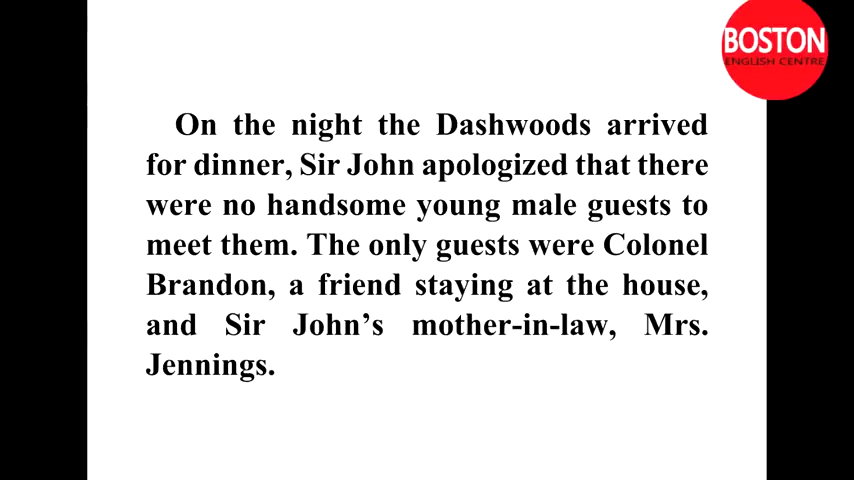 BOSTON
ENGLISH CENTRE
On the night the Dashwoods arrived
for dinner, Sir John apologized that there
were no handsome young male guests to
meet them. The only guests were Colonel
Brandon, a friend staying at the house,
and Sir John’s mother-in-law, Mrs.
Jennings.